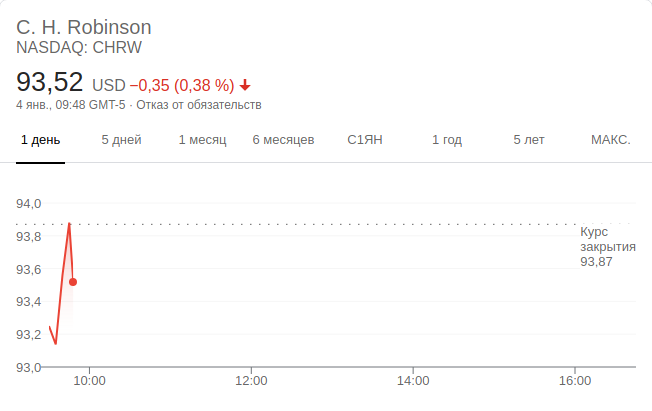 C. H. Robinson
NASDAQ: CHRW
93,52 USD −0,35 (0,38 %)
4 янв., 09:48 GMT-5 · Отказ от обязательств
1 день 5 дней 1 месяц 6 месяцев С1ЯН 1 год 5 лет МАКС.
94,0
93,8
93,6
93,4
93,2
93,0
Курс
закрытия
93,87
10:00 12:00 14:00 16:00